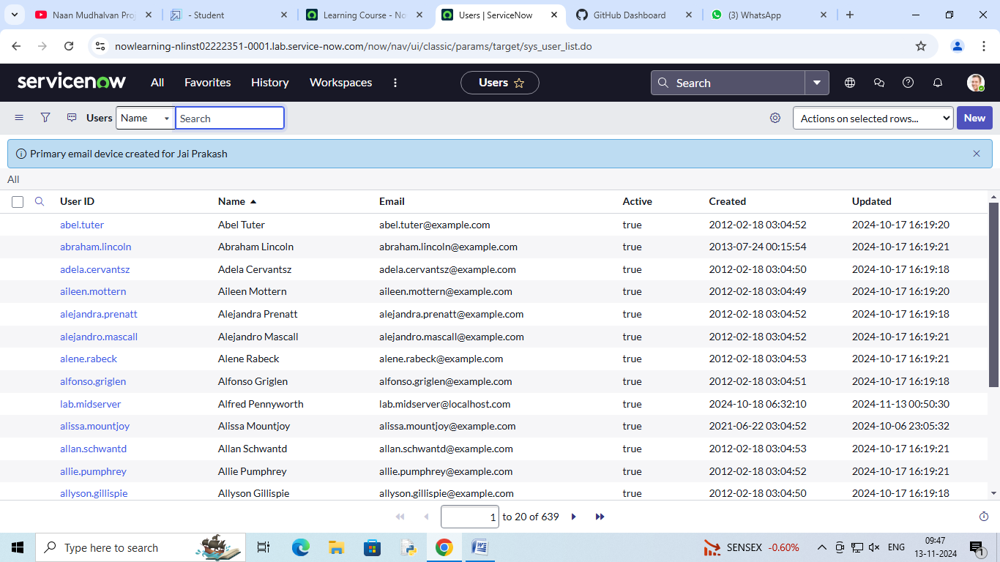 Naan Mudhalvan Proj
- Student
Learning Course - No
Users | ServiceNow
GitHub Dashboard
(3) WhatsApp
nowlearning-nlinst02222351-0001.lab.service-now.com/now/nav/ui/classic/params/target/sys_user_list.do
servicenow All Favorites History Workspaces Users Search
Users Name Search Actions on selected rows... New
Primary email device created for Jai Prakash
All
User ID Name Email Active Created Updated
abel.tuter Abel Tuter abel.tuter@example.com true 2012-02-18 03:04:52 2024-10-17 16:19:20
abraham.lincoln Abraham Lincoln abraham.lincoln@example.com true 2013-07-24 00:15:54 2024-10-17 16:19:21
adela.cervantsz Adela Cervantsz adela.cervantsz@example.com true 2012-02-18 03:04:50 2024-10-17 16:19:18
aileen.mottern Aileen Mottern aileen.mottern@example.com true 2012-02-18 03:04:49 2024-10-17 16:19:20
alejandra.prenatt Alejandra Prenatt alejandra.prenatt@example.com true 2012-02-18 03:04:52 2024-10-17 16:19:18
alejandro.mascall Alejandro Mascall alejandro.mascall@example.com true 2012-02-18 03:04:52 2024-10-17 16:19:21
alene.rabeck Alene Rabeck alene.rabeck@example.com true 2012-02-18 03:04:53 2024-10-17 16:19:21
alfonso.griglen Alfonso Griglen alfonso.griglen@example.com true 2012-02-18 03:04:51 2024-10-17 16:19:18
lab.midserver Alfred Pennyworth lab.midserver@localhost.com true 2024-10-18 06:32:10 2024-11-13 00:50:30
alissa.mountjoy Alissa Mountjoy alissa.mountjoy@example.com true 2021-06-22 03:04:52 2024-10-06 23:05:32
allan.schwantd Allan Schwantd allan.schwantd@example.com true 2012-02-18 03:04:53 2024-10-17 16:19:21
allie.pumphrey Allie Pumphrey allie.pumphrey@example.com true 2012-02-18 03:04:52 2024-10-17 16:19:21
allyson.gillispie Allyson Gillispie allyson.gillispie@example.com true 2012-02-18 03:04:50 2024-10-17 16:19:18
1 to 20 of 639
Type here to search SENSEX -0.60% ENG 09:47
13-11-2024 1